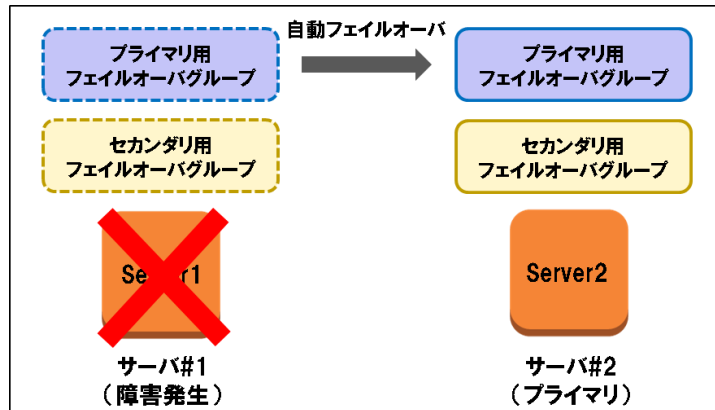 自動フェイルオーバ
プライマリ用
フェイルオーバグループ
プライマリ用
フェイルオーバグループ
セカンダリ用
フェイルオーバグループ
セカンダリ用
フェイルオーバグループ
Server1
Server2
サーバ#1
(障害発生)
サーバ#2
(プライマリ)